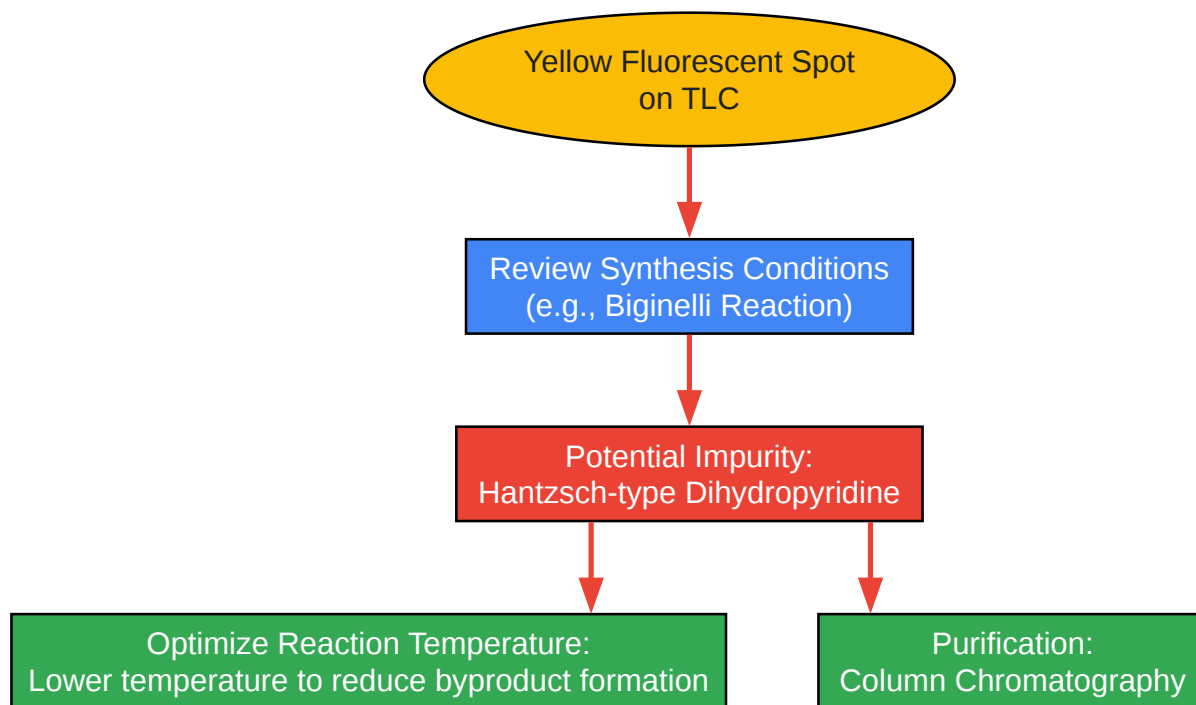 Yellow Fluorescent Spot
on TLC
Review Synthesis Conditions
(e.g., Biginelli Reaction)
Potential Impurity:
Hantzsch-type Dihydropyridine
Optimize Reaction Temperature:
Lower temperature to reduce byproduct formation
Purification:
Column Chromatography